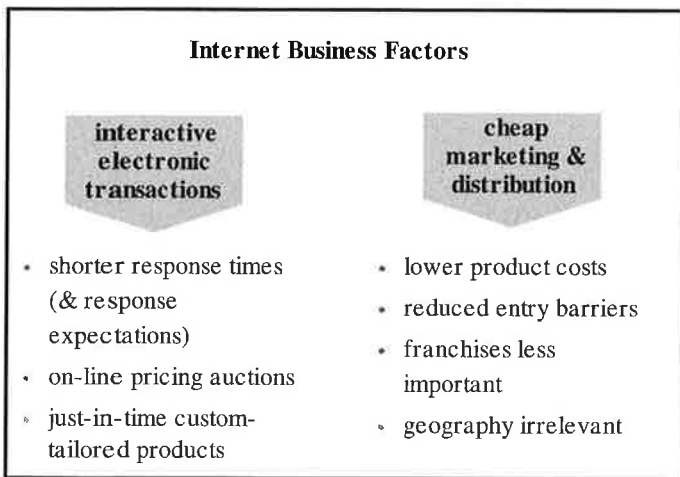 Internet Business Factors
interactive
electronic
transactions
• shorter response times
(& response
expectations)
• on-line pricing auctions
• just-in-time custom-
tailored products
cheap
marketing &
distribution
• lower product costs
• reduced entry barriers
• franchises less
important
• geography irrelevant